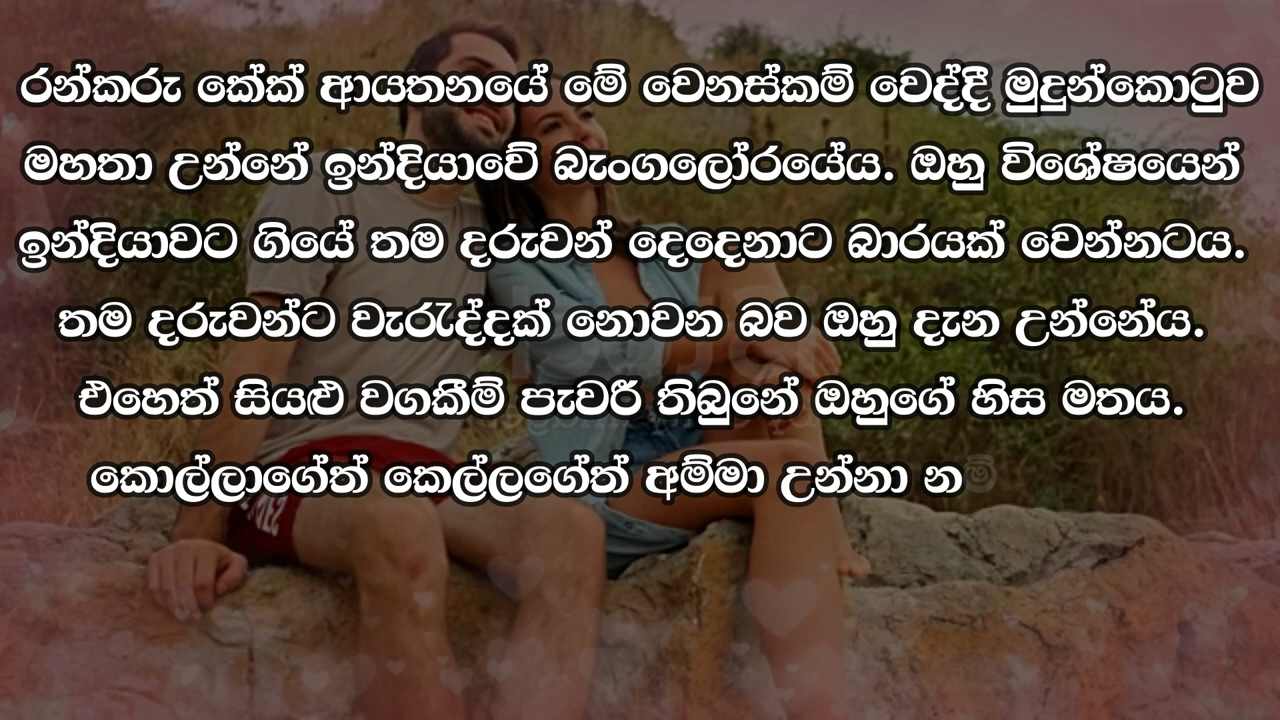 රන්කරු කේක් ආයතනයේ මේ වෙනස්කම් වෙද්දී මුදුන්කොටුව
මහතා උන්නේ ඉන්දියාවේ බැංගලෝරයේය. ඔහු විශේෂයෙන්
ඉන්දියාවට ගියේ තම දරුවන් දෙදෙනාට බාරයක් වෙන්නටය.
තම දරුවන්ට වැරැද්දක් නොවන බව ඔහු දැන උන්නේය.
එහෙත් සියළු වගකීම් පැවරී තිබුනේ ඔහුගේ හිස මතය.
කොල්ලාගේත් කෙල්ලගේත් අම්මා උන්නා නම්